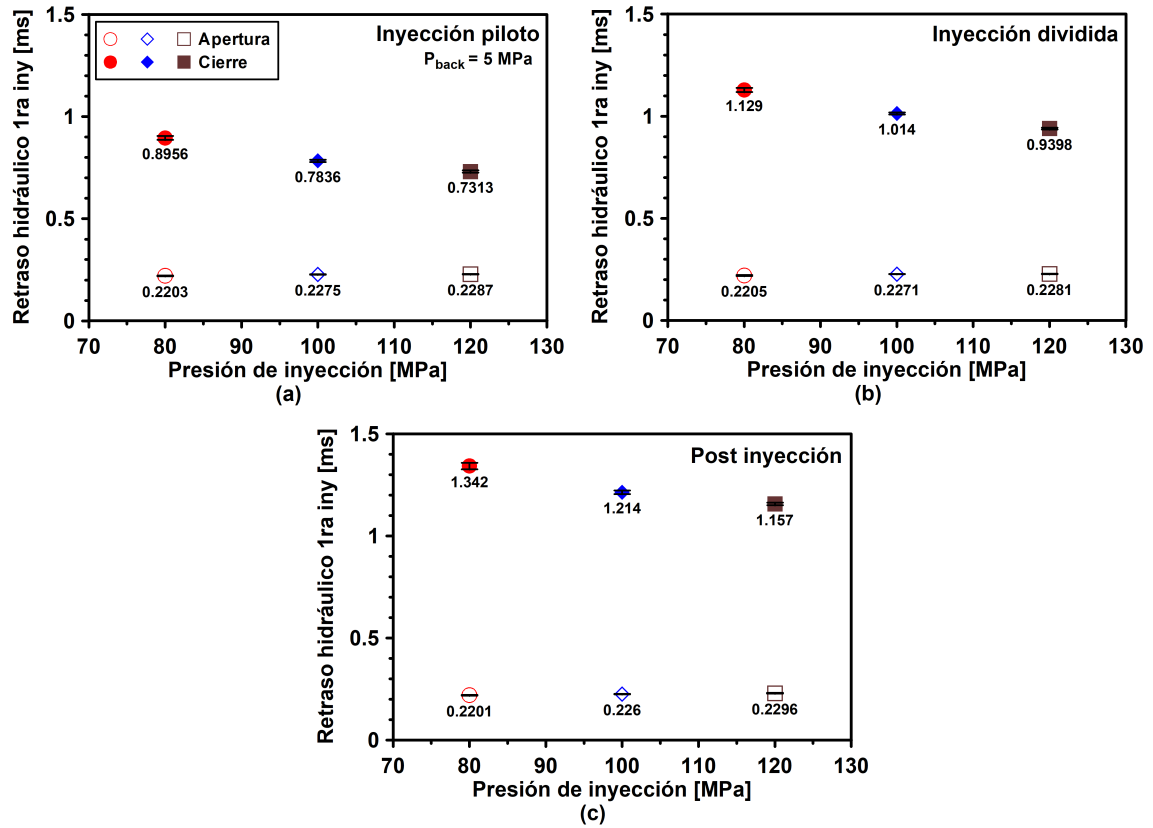 Retraso hidráulico 1ra iny [ms]
1.5
1
0.5
0
Apertura
Cierre
Inyección piloto
P_back = 5 MPa
0.8956
0.7836
0.7313
0.2203
0.2275
0.2287
70 80 90 100 110 120 130
Presión de inyección [MPa]
(a)
Retraso hidráulico 1ra iny [ms]
1.5
1
0.5
0
Inyección dividida
1.129
1.014
0.9398
0.2205
0.2271
0.2281
70 80 90 100 110 120 130
Presión de inyección [MPa]
(b)
Retraso hidráulico 1ra iny [ms]
1.5
1
0.5
0
Post inyección
1.342
1.214
1.157
0.2201
0.226
0.2296
70 80 90 100 110 120 130
Presión de inyección [MPa]
(c)